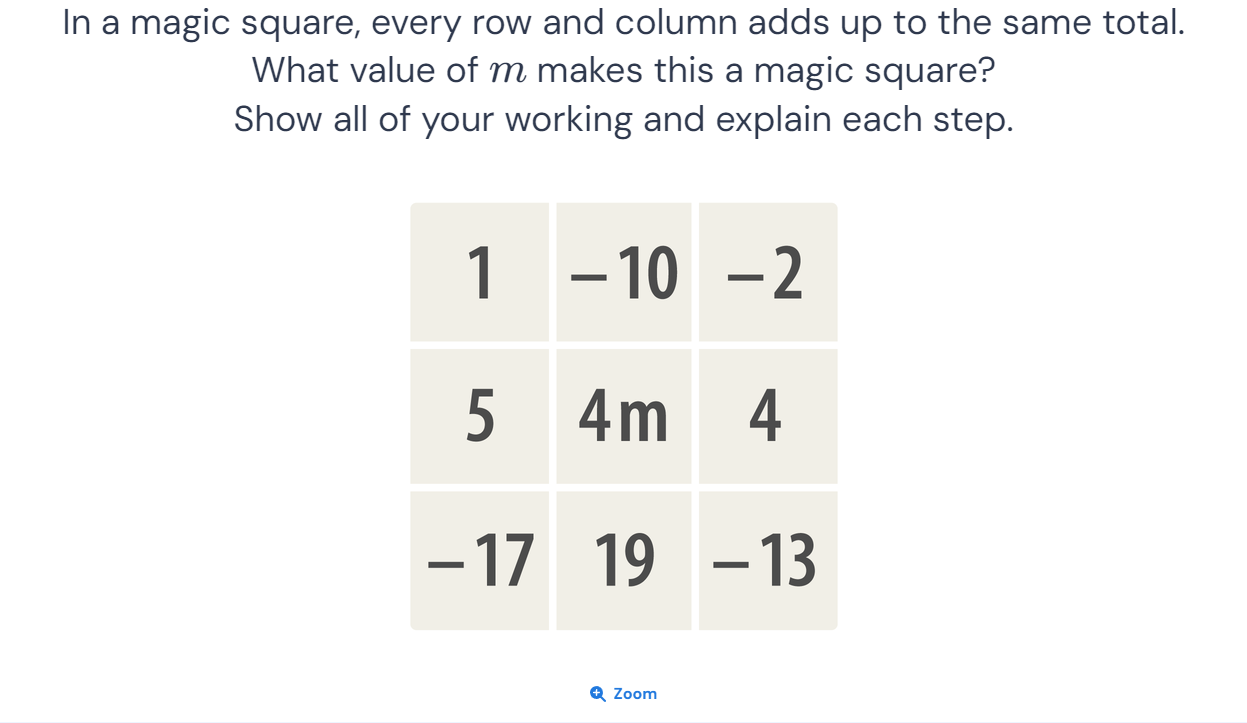 In a magic square, every row and column adds up to the same total.
What value of m makes this a magic square?
Show all of your working and explain each step.
1 −10 −2
5 4m 4
−17 19 −13
Zoom